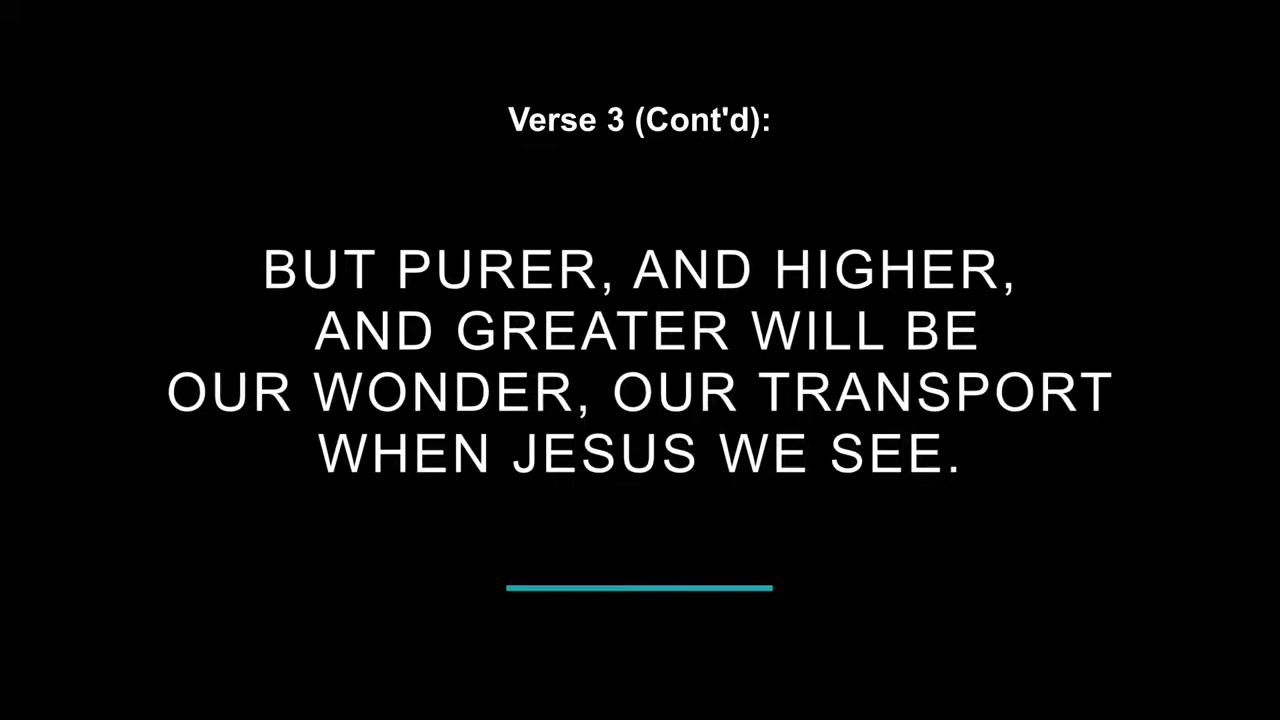 Verse 3 (Cont'd):
BUT PURER, AND HIGHER,
AND GREATER WILL BE
OUR WONDER, OUR TRANSPORT
WHEN JESUS WE SEE.